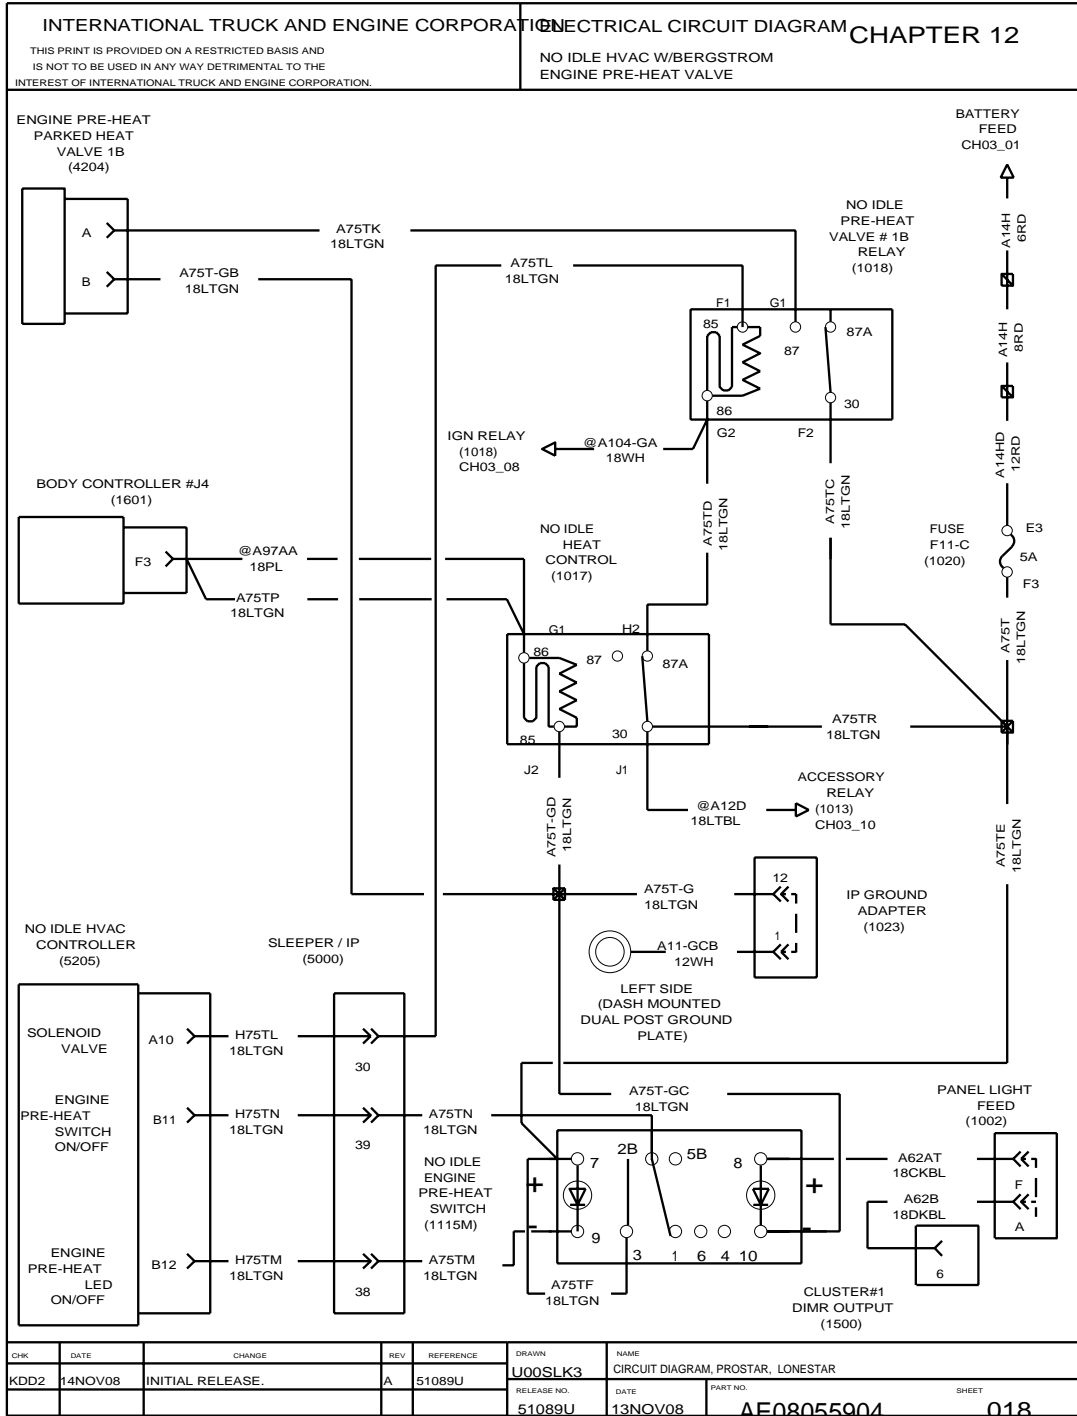 INTERNATIONAL TRUCK AND ENGINE CORPORATION
THIS PRINT IS PROVIDED ON A RESTRICTED BASIS AND
IS NOT TO BE USED IN ANY WAY DETRIMENTAL TO THE
INTEREST OF INTERNATIONAL TRUCK AND ENGINE CORPORATION.
ELECTRICAL CIRCUIT DIAGRAM
CHAPTER 12
NO IDLE HVAC W/BERGSTROM
ENGINE PRE-HEAT VALVE
ENGINE PRE-HEAT
PARKED HEAT
VALVE 1B
(4204)
A
B
A75TK
18LTGN
A75T-GB
18LTGN
A75TL
18LTGN
NO IDLE
PRE-HEAT
VALVE # 1B
RELAY
(1018)
BATTERY
FEED
CH03_01
A14H
6RD
A14H
8RD
A14HD
12RD
F1
G1
85
87
87A
86
30
G2
F2
IGN RELAY
(1018)
CH03_08
@A104-GA
18WH
A75TD
18LTGN
A75TC
18LTGN
FUSE
F11-C
(1020)
E3
5A
F3
A75T
18LTGN
BODY CONTROLLER #J4
(1601)
F3
@A97AA
18PL
A75TP
18LTGN
NO IDLE
HEAT
CONTROL
(1017)
G1
H2
86
87
87A
85
30
J2
J1
A75TR
18LTGN
A75T-GD
18LTGN
@A12D
18LTBL
ACCESSORY
RELAY
(1013)
CH03_10
A75TE
18LTGN
A75T-G
18LTGN
12
1
IP GROUND
ADAPTER
(1023)
A11-GCB
12WH
LEFT SIDE
(DASH MOUNTED
DUAL POST GROUND
PLATE)
NO IDLE HVAC
CONTROLLER
(5205)
SLEEPER / IP
(5000)
SOLENOID
VALVE
A10
H75TL
18LTGN
30
ENGINE
PRE-HEAT
SWITCH
ON/OFF
B11
H75TN
18LTGN
39
A75TN
18LTGN
ENGINE
PRE-HEAT
LED
ON/OFF
B12
H75TM
18LTGN
38
A75TM
18LTGN
NO IDLE
ENGINE
PRE-HEAT
SWITCH
(1115M)
A75T-GC
18LTGN
7
2B
5B
8
+
+
-
-
9
3
1
6
4
10
A75TF
18LTGN
PANEL LIGHT
FEED
(1002)
A62AT
18CKBL
A62B
18DKBL
F
A
6
CLUSTER#1
DIMR OUTPUT
(1500)
CHK DATE CHANGE REV REFERENCE
KDD2 14NOV08 INITIAL RELEASE. A 51089U
DRAWN
U00SLK3
NAME
CIRCUIT DIAGRAM, PROSTAR, LONESTAR
RELEASE NO.
51089U
DATE
13NOV08
PART NO.
AE08055904
SHEET
018